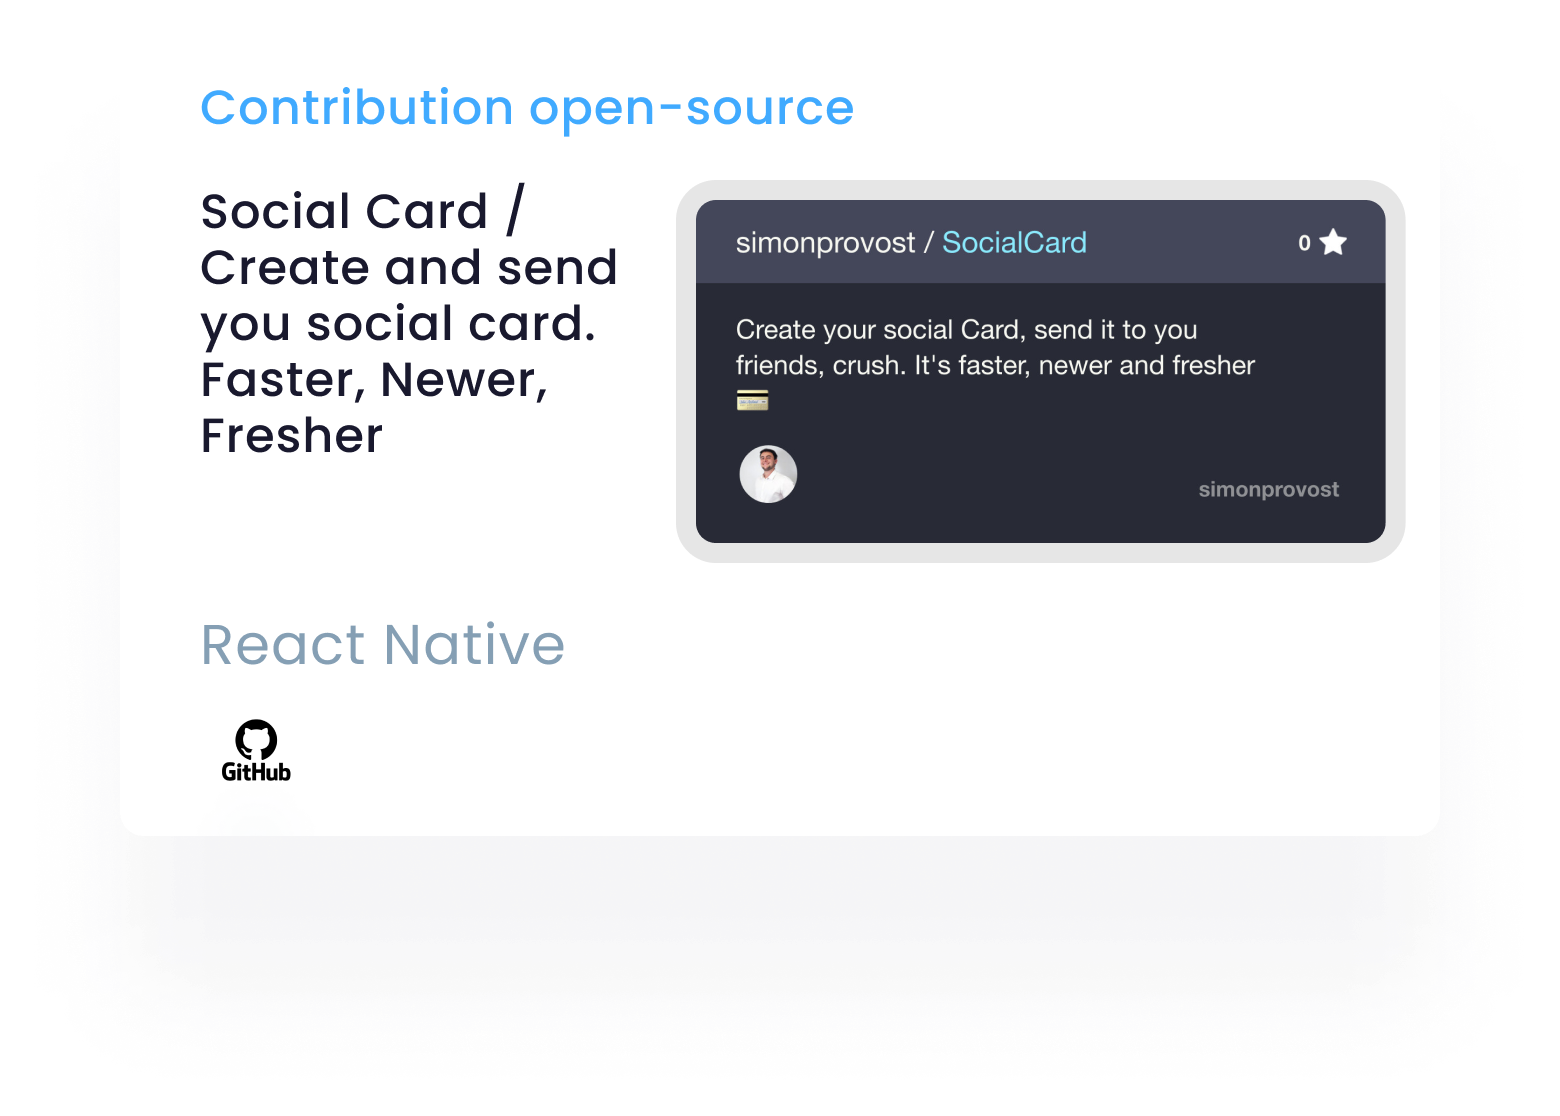 Contribution open-source
Social Card /
Create and send
you social card.
Faster, Newer,
Fresher
simonprovost / SocialCard
0
Create your social Card, send it to you
friends, crush. It's faster, newer and fresher
simonprovost
React Native
GitHub